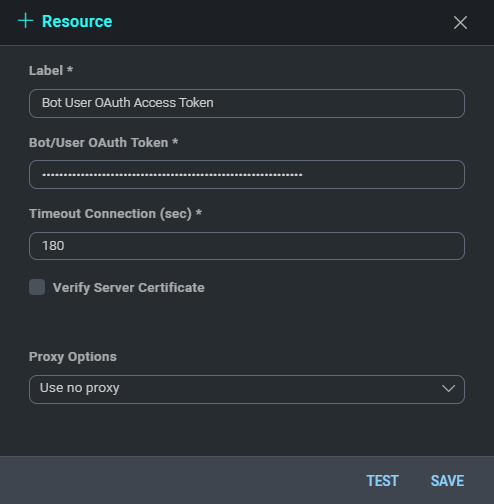 Resource
Label *
Bot User OAuth Access Token
Bot/User OAuth Token *
Timeout Connection (sec) *
180
Verify Server Certificate
Proxy Options
Use no proxy
TEST SAVE